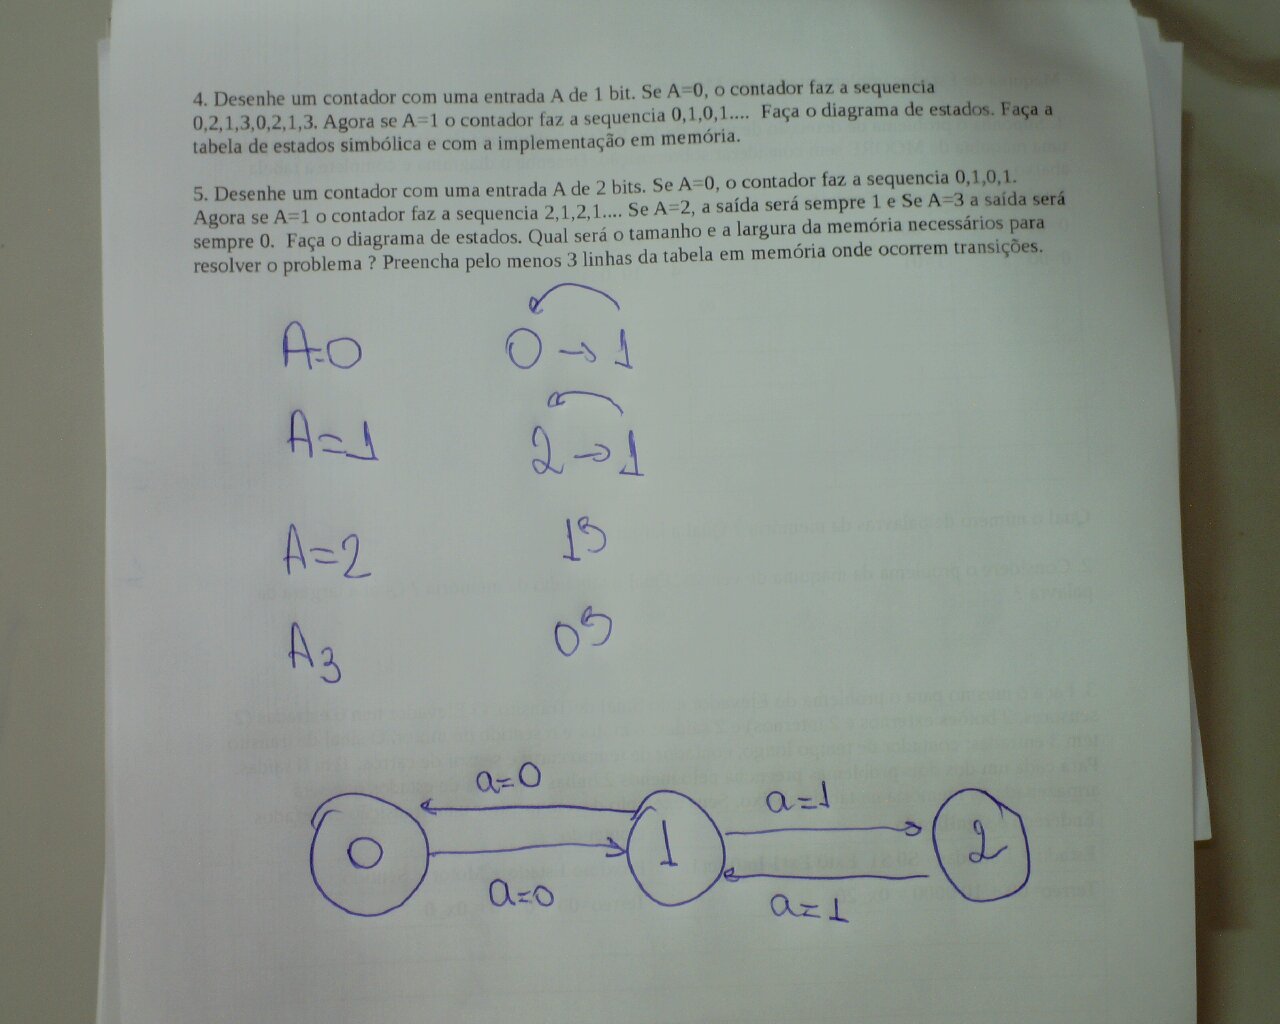 4. Desenhe um contador com uma entrada A de 1 bit. Se A=0, o contador faz a sequencia
0,2,1,3,0,2,1,3. Agora se A=1 o contador faz a sequencia 0,1,0,1.... Faça o diagrama de estados. Faça a
tabela de estados simbólica e com a implementação em memória.
5. Desenhe um contador com uma entrada A de 2 bits. Se A=0, o contador faz a sequencia 0,1,0,1.
Agora se A=1 o contador faz a sequencia 2,1,2,1.... Se A=2, a saída será sempre 1 e Se A=3 a saída será
sempre 0. Faça o diagrama de estados. Qual será o tamanho e a largura da memória necessários para
resolver o problema ? Preencha pelo menos 3 linhas da tabela em memória onde ocorrem transições.
A=0 0 → 1
A=1 2 → 1
A=2 1
A3 0
a=0 a=1
0 1 2
a=0 a=1